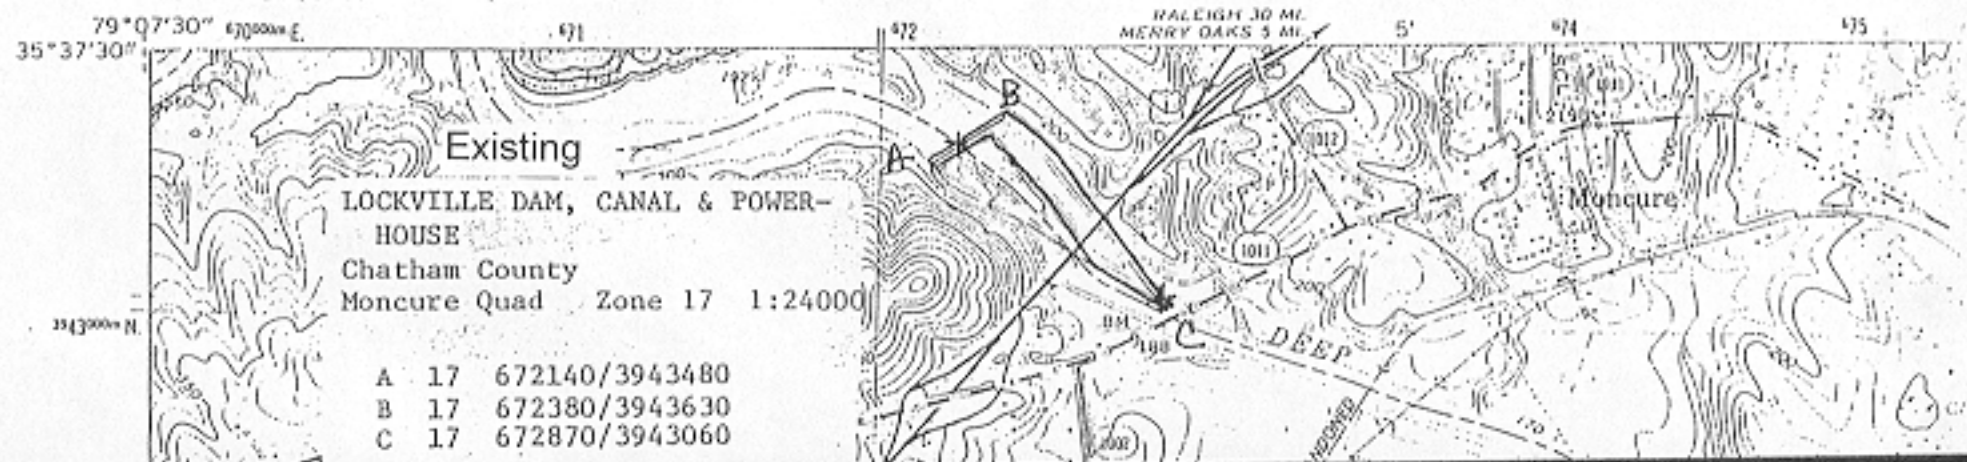 RALEIGH 30 MI.
MERRY OAKS 5 MI.
79°07'30" 670000m E. 671 672 5' 674 675
35°37'30"
B
A
1012
Existing
Moncure
LOCKVILLE DAM, CANAL & POWER-
HOUSE
1011
Chatham County
Moncure Quad Zone 17 1:24000
3943000m N.
BM
188
C
DEEP
A 17 672140/3943480
B 17 672380/3943630
C 17 672870/3943060
170